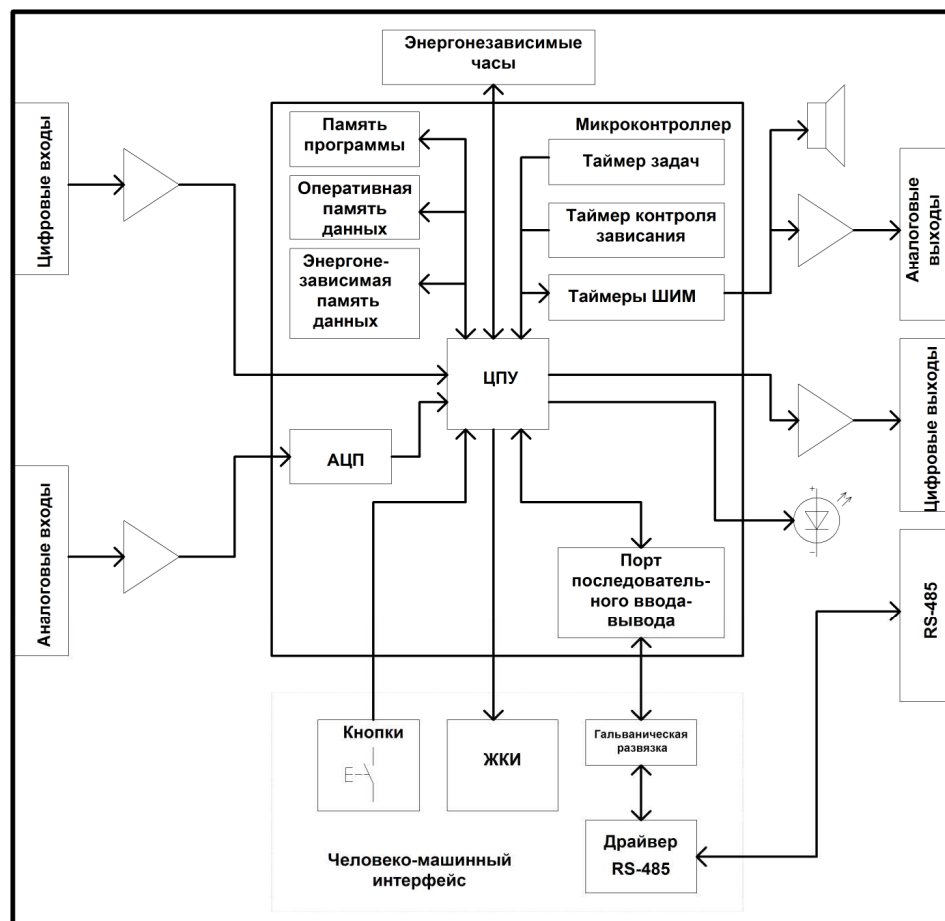 Энергонезависимые
часы
Микроконтроллер
Память
программы
Таймер задач
Оперативная
память
данных
Таймер контроля
зависания
Энергоне-
зависимая
память
данных
Таймеры ШИМ
Цифровые входы
Аналоговые
выходы
ЦПУ
Цифровые выходы
АЦП
Аналоговые входы
+
-
Порт
последователь-
ного ввода-
вывода
RS-485
Кнопки
ЖКИ
Гальваническая
развязка
Драйвер
RS-485
Человеко-машинный
интерфейс